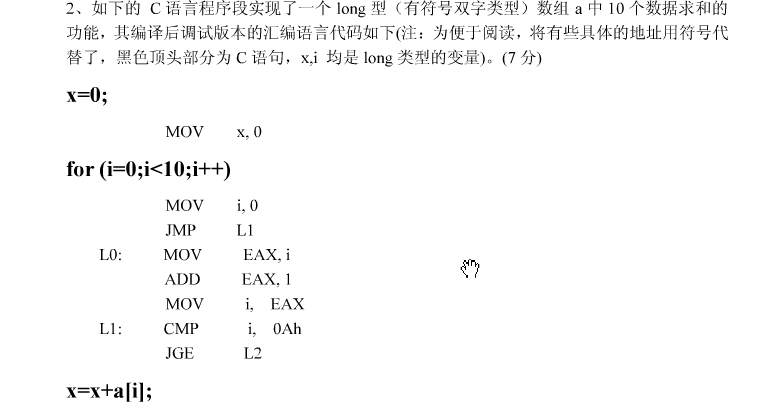 2、如下的 C 语言程序段实现了一个 long 型（有符号双字类型）数组 a 中 10 个数据求和的
功能，其编译后调试版本的汇编语言代码如下(注：为便于阅读，将有些具体的地址用符号代
替了，黑色顶头部分为 C 语句，x,i 均是 long 类型的变量)。(7 分)
x=0;
MOV x, 0
for (i=0;i<10;i++)
MOV i, 0
JMP L1
L0: MOV EAX, i
ADD EAX, 1
MOV i, EAX
L1: CMP i, 0Ah
JGE L2
x=x+a[i];